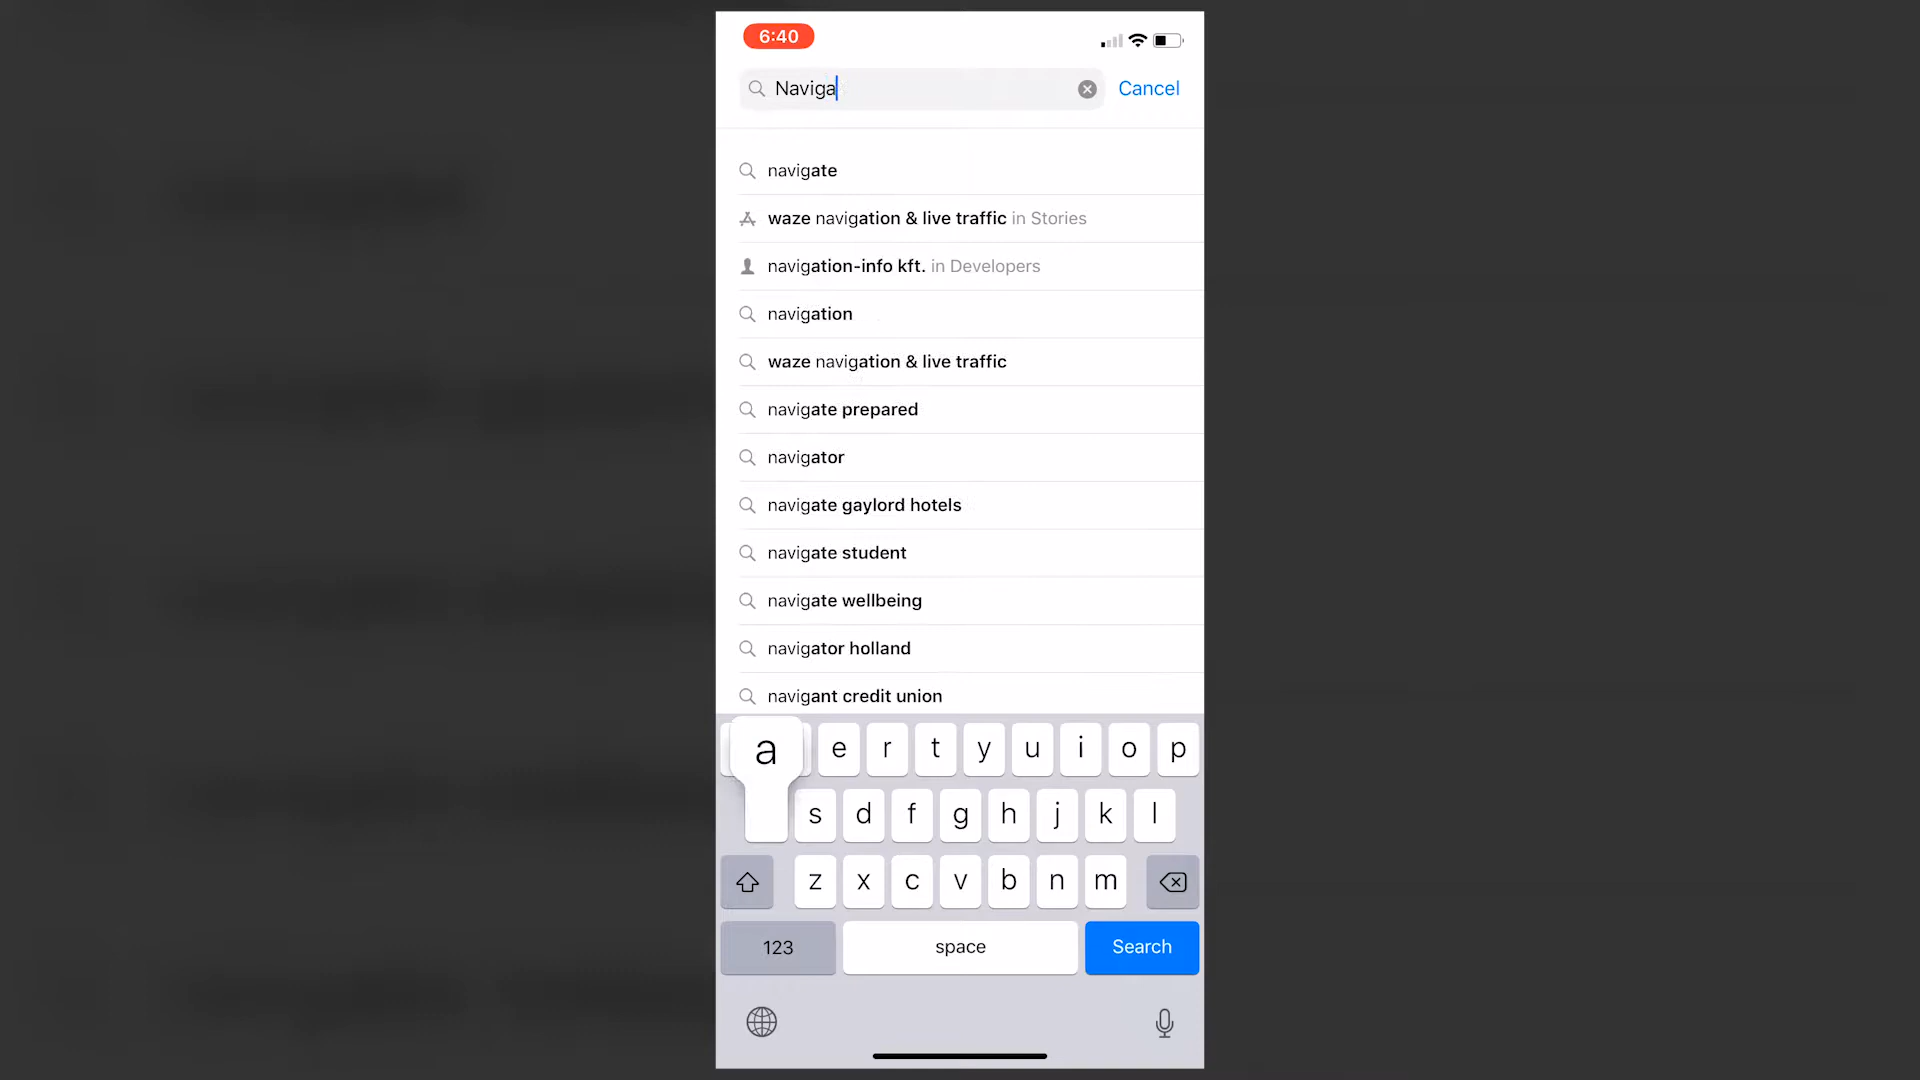 6:40
Naviga
Cancel
navigate
waze navigation & live traffic in Stories
navigation-info kft. in Developers
navigation
waze navigation & live traffic
navigate prepared
navigator
navigate gaylord hotels
navigate student
navigate wellbeing
navigator holland
navigant credit union
a e r t y u i o p
s d f g h j k l
z x c v b n m
123 space Search